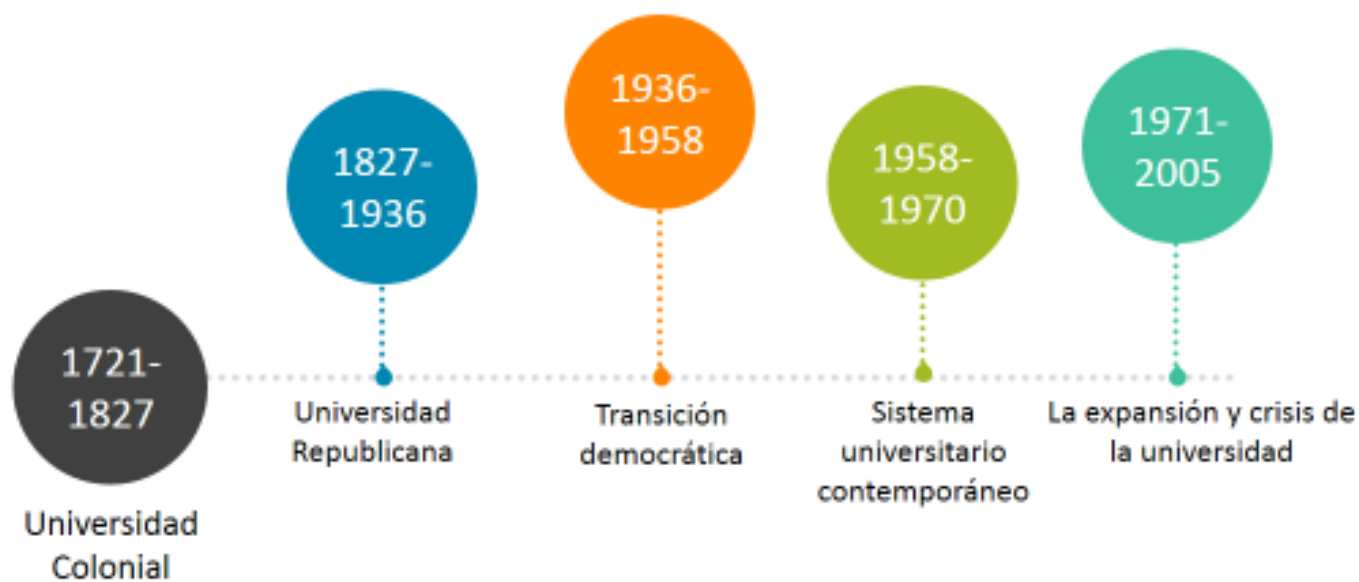 1721-
1827
Universidad
Colonial
1827-
1936
Universidad
Republicana
1936-
1958
Transición
democrática
1958-
1970
Sistema
universitario
contemporáneo
1971-
2005
La expansión y crisis de
la universidad